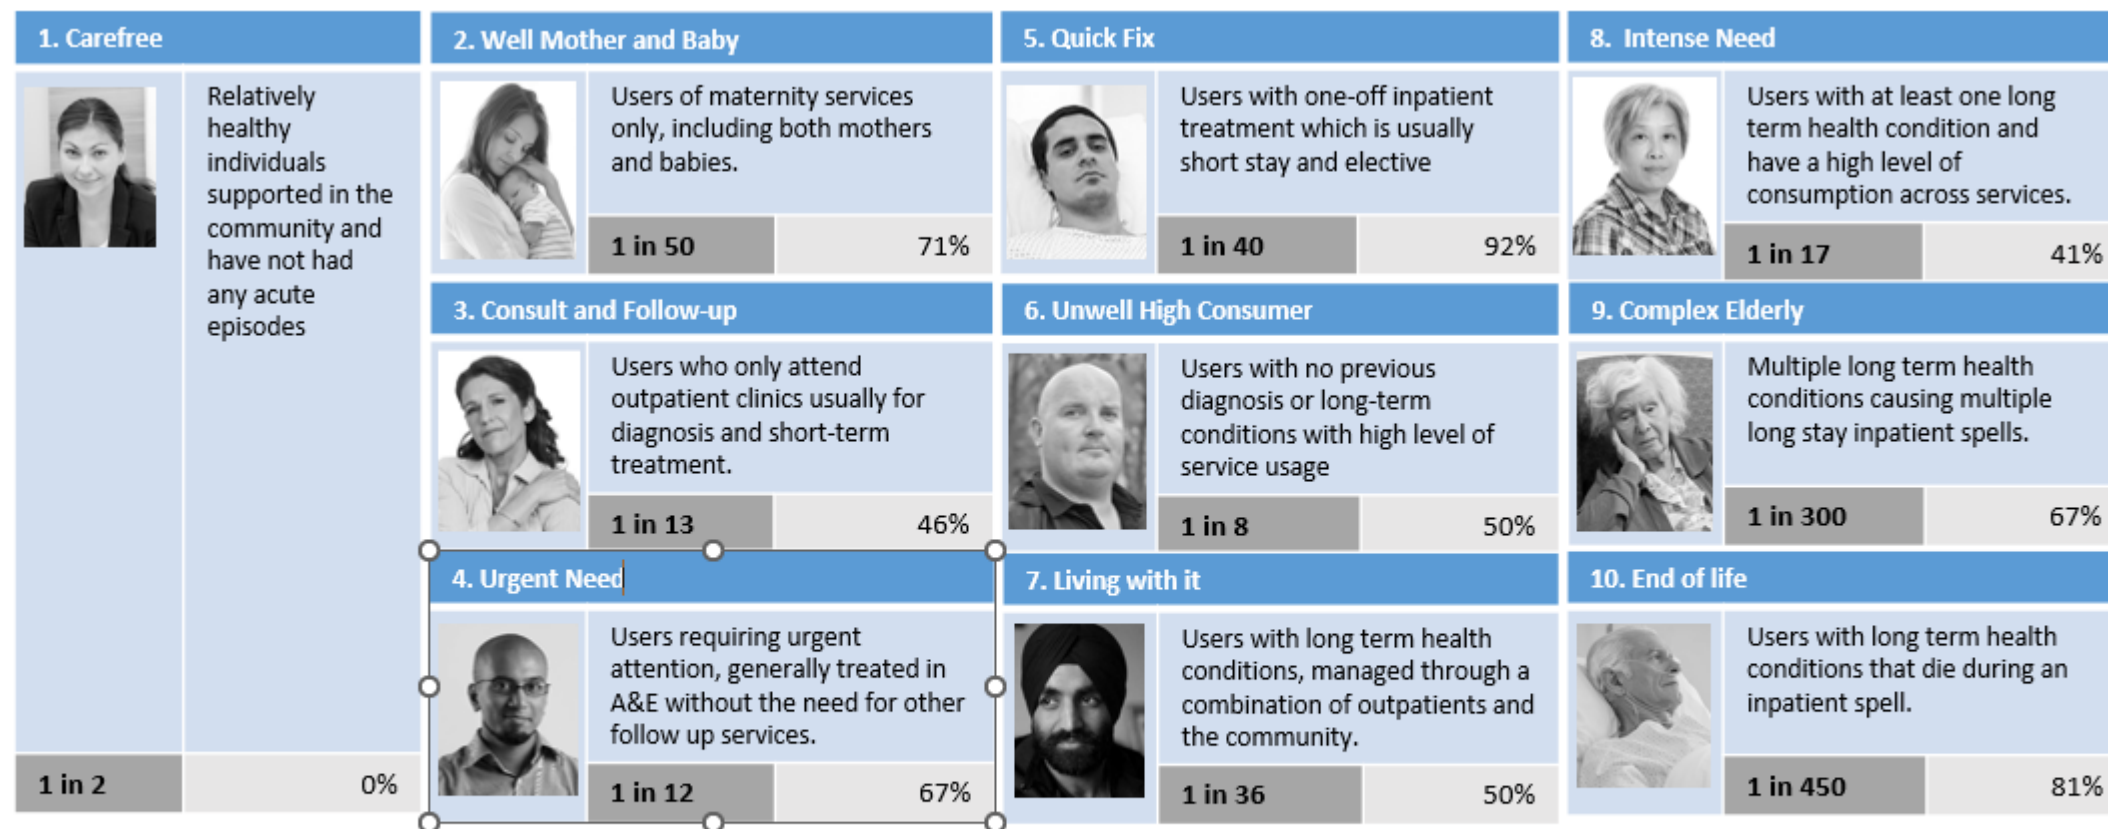 1. Carefree
Relatively
healthy
individuals
supported in the
community and
have not had
any acute
episodes
1 in 2
0%
2. Well Mother and Baby
Users of maternity services
only, including both mothers
and babies.
1 in 50
71%
3. Consult and Follow-up
Users who only attend
outpatient clinics usually for
diagnosis and short-term
treatment.
1 in 13
46%
4. Urgent Need
Users requiring urgent
attention, generally treated in
A&E without the need for other
follow up services.
1 in 12
67%
5. Quick Fix
Users with one-off inpatient
treatment which is usually
short stay and elective
1 in 40
92%
6. Unwell High Consumer
Users with no previous
diagnosis or long-term
conditions with high level of
service usage
1 in 8
50%
7. Living with it
Users with long term health
conditions, managed through a
combination of outpatients and
the community.
1 in 36
50%
8. Intense Need
Users with at least one long
term health condition and
have a high level of
consumption across services.
1 in 17
41%
9. Complex Elderly
Multiple long term health
conditions causing multiple
long stay inpatient spells.
1 in 300
67%
10. End of life
Users with long term health
conditions that die during an
inpatient spell.
1 in 450
81%